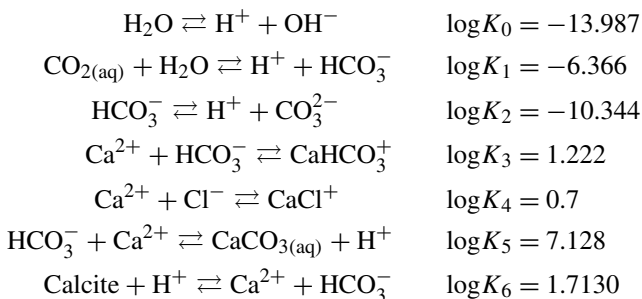 H₂O ⇄ H⁺ + OH⁻ logK₀ = −13.987
CO₂₍ₐq₎ + H₂O ⇄ H⁺ + HCO₃⁻ logK₁ = −6.366
HCO₃⁻ ⇄ H⁺ + CO₃²⁻ logK₂ = −10.344
Ca²⁺ + HCO₃⁻ ⇄ CaHCO₃⁺ logK₃ = 1.222
Ca²⁺ + Cl⁻ ⇄ CaCl⁺ logK₄ = 0.7
HCO₃⁻ + Ca²⁺ ⇄ CaCO₃₍ₐq₎ + H⁺ logK₅ = 7.128
Calcite + H⁺ ⇄ Ca²⁺ + HCO₃⁻ logK₆ = 1.7130